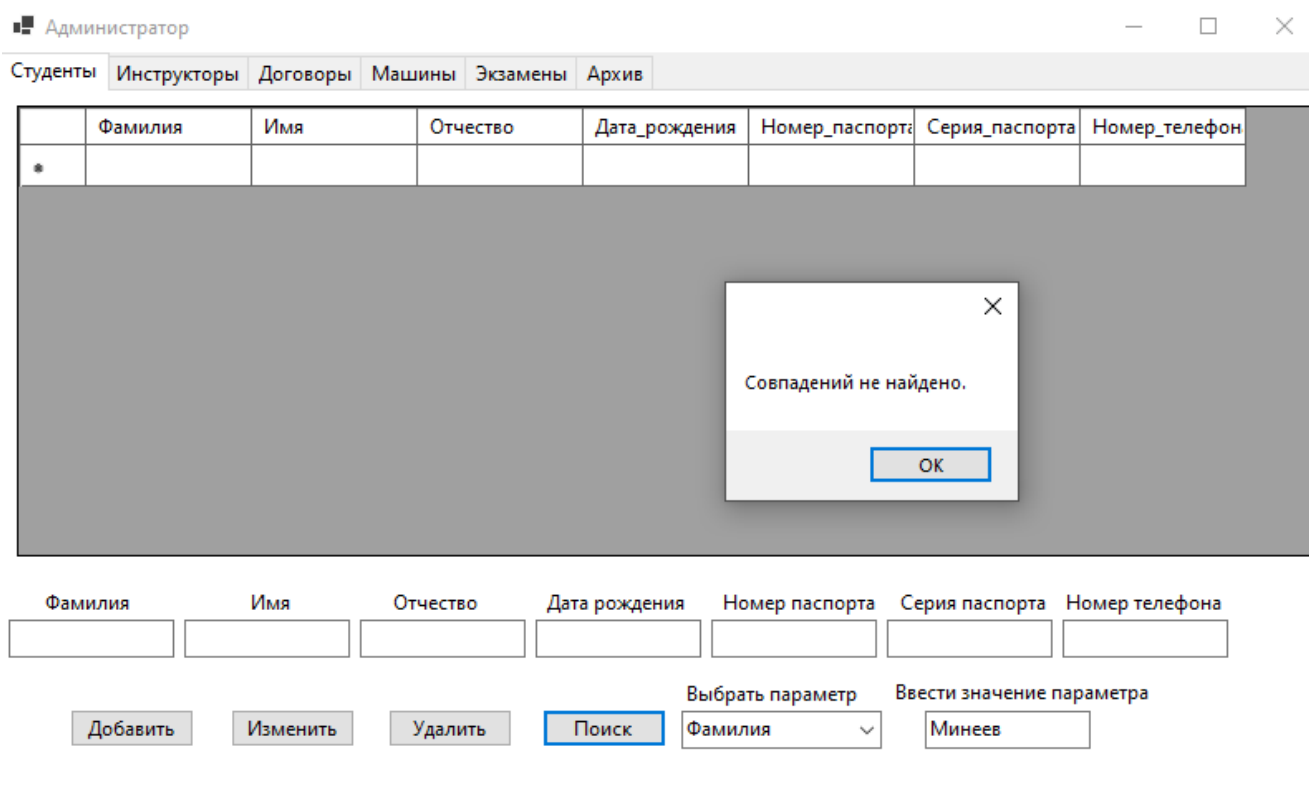 Администратор
Студенты Инструкторы Договоры Машины Экзамены Архив
Фамилия Имя Отчество Дата_рождения Номер_паспорта Серия_паспорта Номер_телефон
Совпадений не найдено.
ОК
Фамилия Имя Отчество Дата рождения Номер паспорта Серия паспорта Номер телефона
Выбрать параметр Ввести значение параметра
Добавить Изменить Удалить Поиск Фамилия Минеев